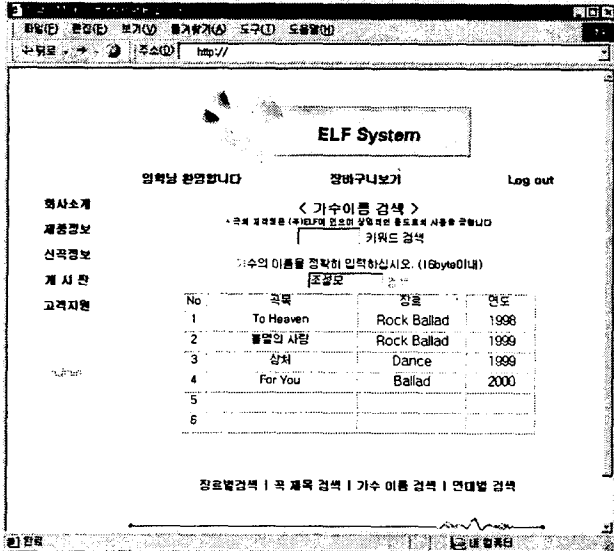 파일(F) 편집(E) 보기(V) 즐겨찾기(A) 도구(T) 도움말(H)
뒤로 주소(D) http://
ELF System
환영합니다 장바구니보기 Log out
회사소개
제품정보
신곡정보
게 시 판
고객지원
< 가수이름 검색 >
키워드 검색
가수의 이름을 정확히 입력하십시오. (16byte이내)
조성모
No 곡목 장르 연도
1 To Heaven Rock Ballad 1998
2 불멸의 사랑 Rock Ballad 1999
3 상처 Dance 1999
4 For You Ballad 2000
5
6
장르별검색 | 곡 제목 검색 | 가수 이름 검색 | 연대별 검색
완료 내 컴퓨터